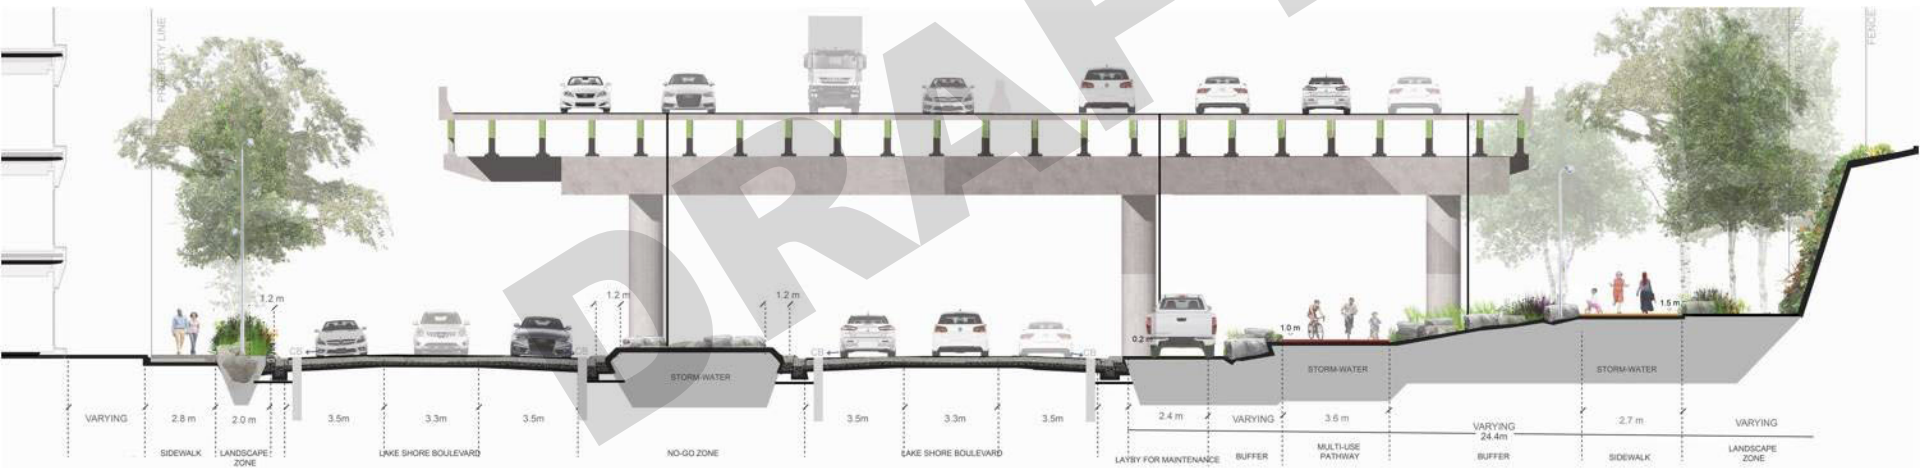 DRAFT
PROPERTY LINE
FENCE
1.2 m
1.2 m
1.2 m
1.5 m
1.0 m
0.2 m
CB
CB
CB
CB
STORM-WATER
STORM-WATER
STORM-WATER
VARYING
2.8 m
2.0 m
3.5m
3.3m
3.5m
3.5m
3.3m
3.5m
2.4 m
VARYING
3.6 m
VARYING
24.4m
2.7 m
VARYING
SIDEWALK
LANDSCAPE
ZONE
LAKE SHORE BOULEVARD
NO-GO ZONE
LAKE SHORE BOULEVARD
LAYBY FOR MAINTENANCE
BUFFER
MULTI-USE
PATHWAY
BUFFER
SIDEWALK
LANDSCAPE
ZONE